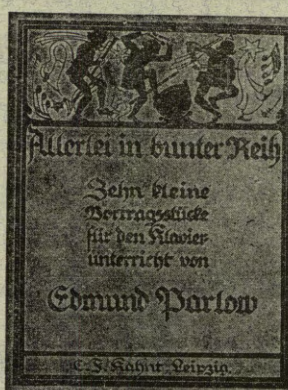 Allerlei in bunter Reih
Zehn kleine
Vortragsstücke
für den Klavier-
unterricht von
Edmund Parlow
C. F. Kahnt Leipzig.